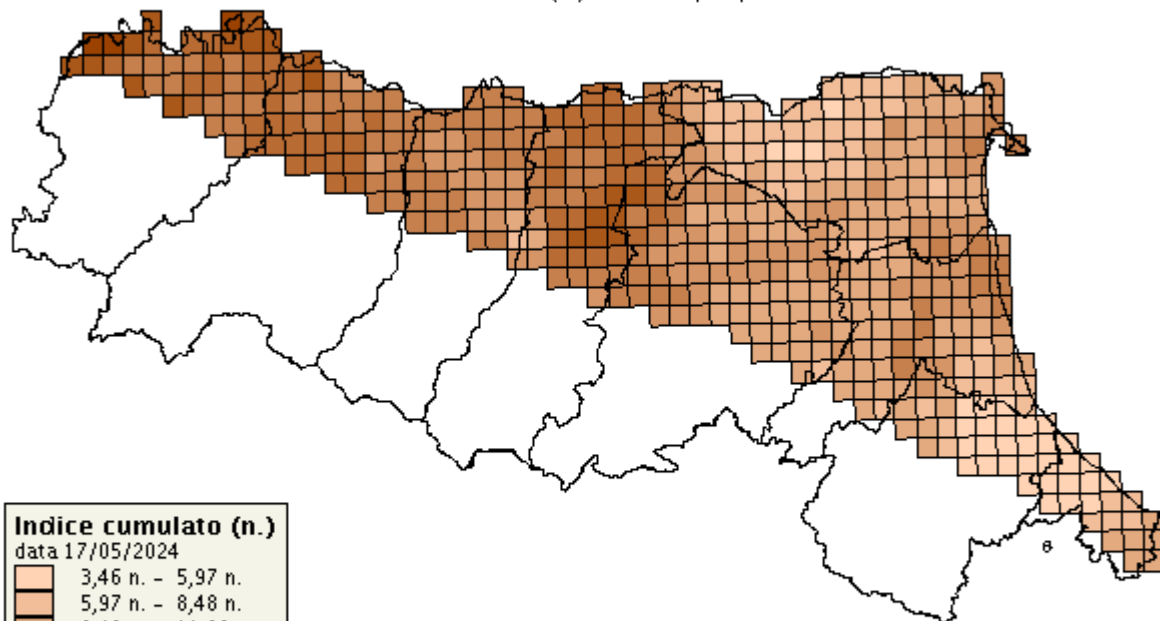 Indice cumulato (n.)
data 17/05/2024
3,46 n. - 5,97 n.
5,97 n. - 8,48 n.